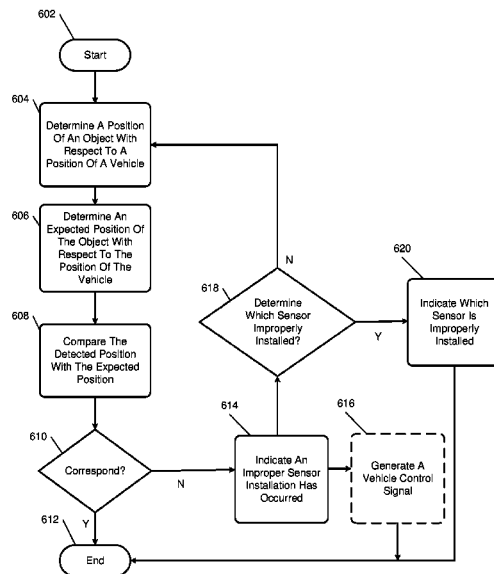 602
Start
604
Determine A Position
Of An Object With
Respect To A
Position Of A Vehicle
606
Determine An
Expected Position Of
The Object With
Respect To The
Position Of The
Vehicle
608
Compare The
Detected Position
With The Expected
Position
610
Correspond?
N
Y
612
End
614
Indicate An
Improper Sensor
Installation Has
Occurred
616
Generate A
Vehicle Control
Signal
618
Determine
Which Sensor
Improperly
Installed?
N
Y
620
Indicate Which
Sensor Is
Improperly
Installed